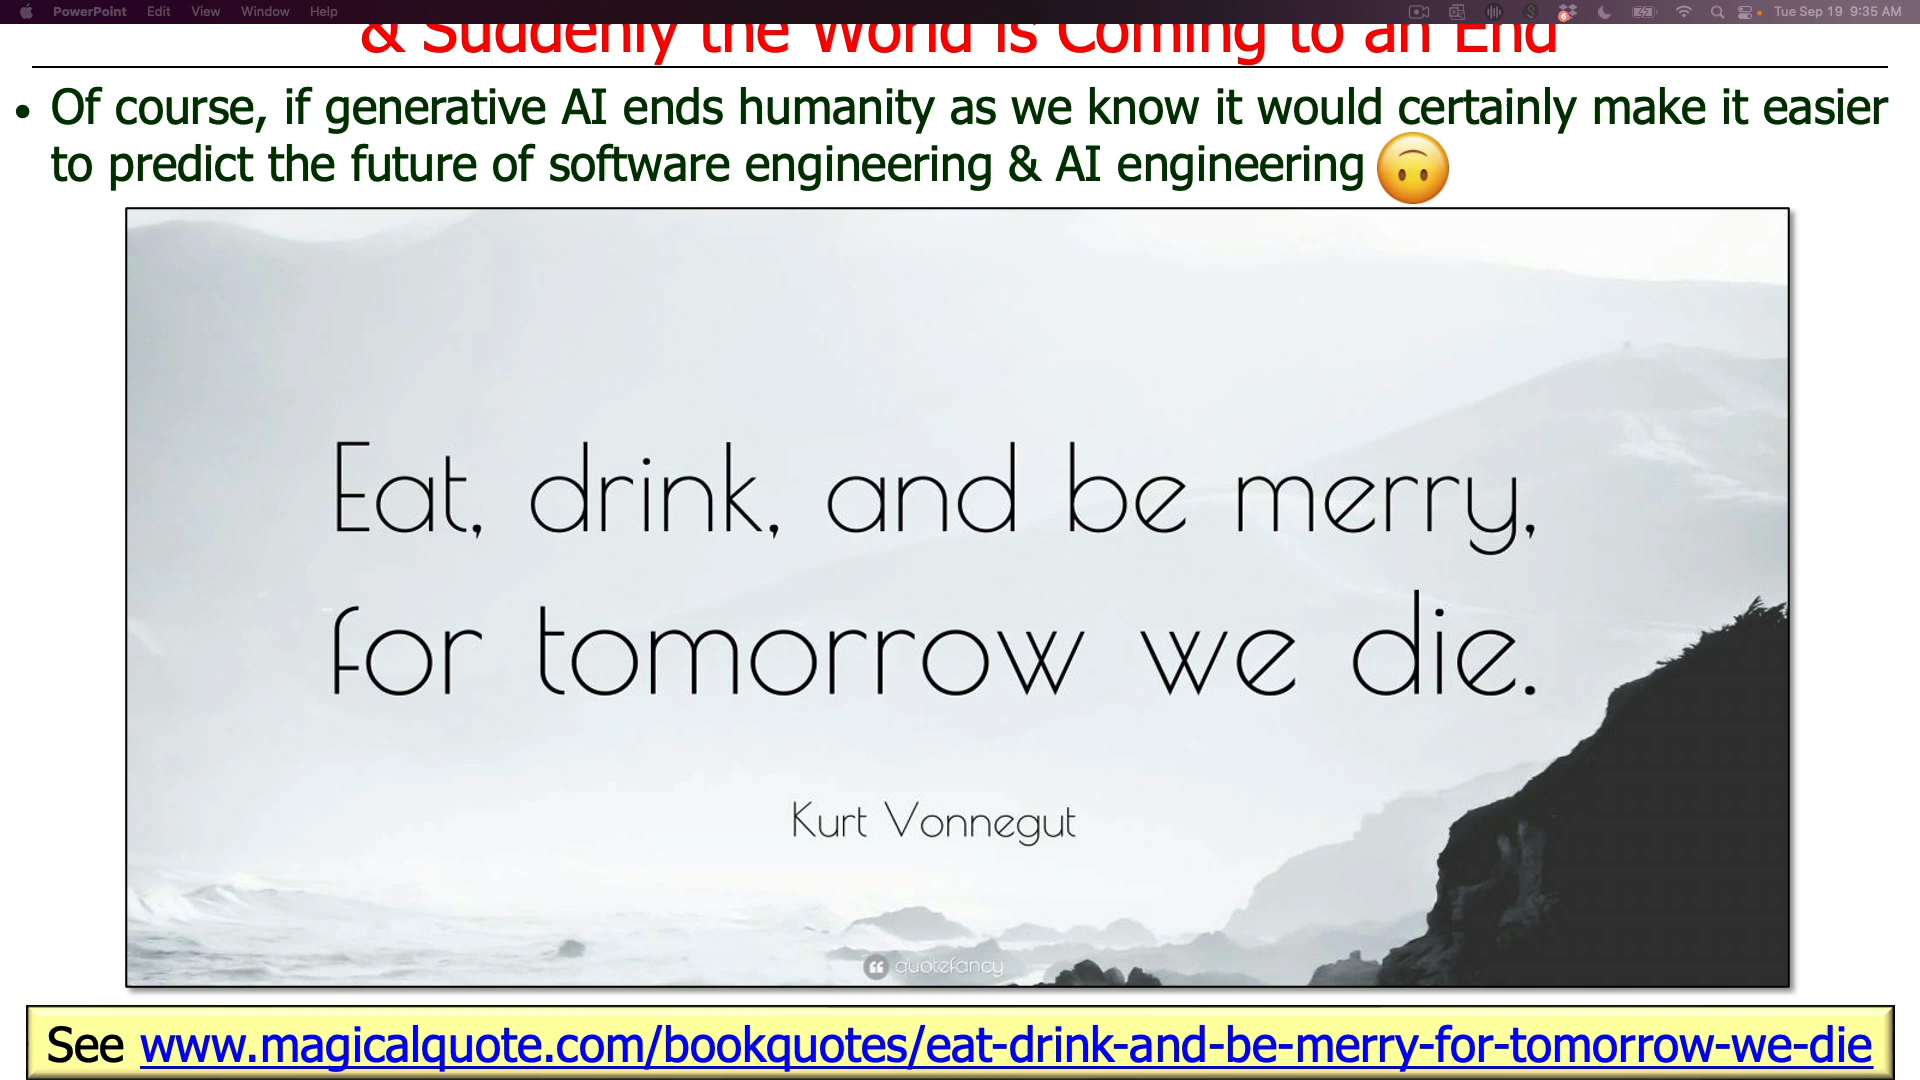 PowerPoint Edit View Window Help Tue Sep 19 9:35 AM
& Suddenly the World is Coming to an End
• Of course, if generative AI ends humanity as we know it would certainly make it easier
to predict the future of software engineering & AI engineering 🙃
Eat, drink, and be merry,
for tomorrow we die.
Kurt Vonnegut
quotefancy
See www.magicalquote.com/bookquotes/eat-drink-and-be-merry-for-tomorrow-we-die